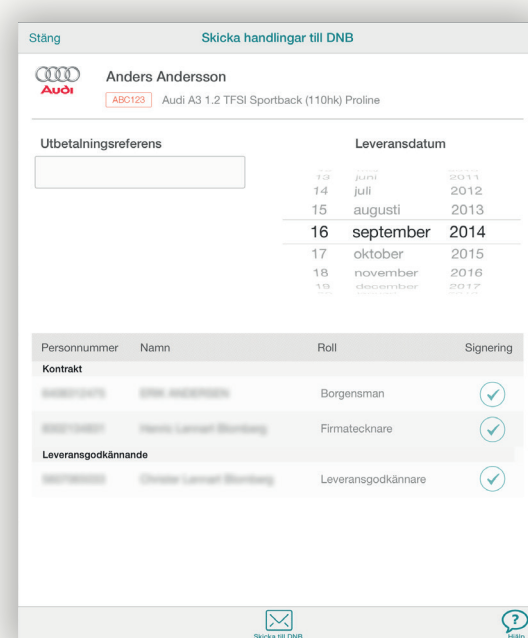 Stäng
Skicka handlingar till DNB
Audi
Anders Andersson
ABC123 Audi A3 1.2 TFSI Sportback (110hk) Proline
Utbetalningsreferens
Leveransdatum
13 juni 2011
14 juli 2012
15 augusti 2013
16 september 2014
17 oktober 2015
18 november 2016
19 december 2017
Personnummer Namn Roll Signering
Kontrakt
Borgensman
Firmatecknare
Leveransgodkännande
Leveransgodkännare
Skicka till DNB
?
Hjälp